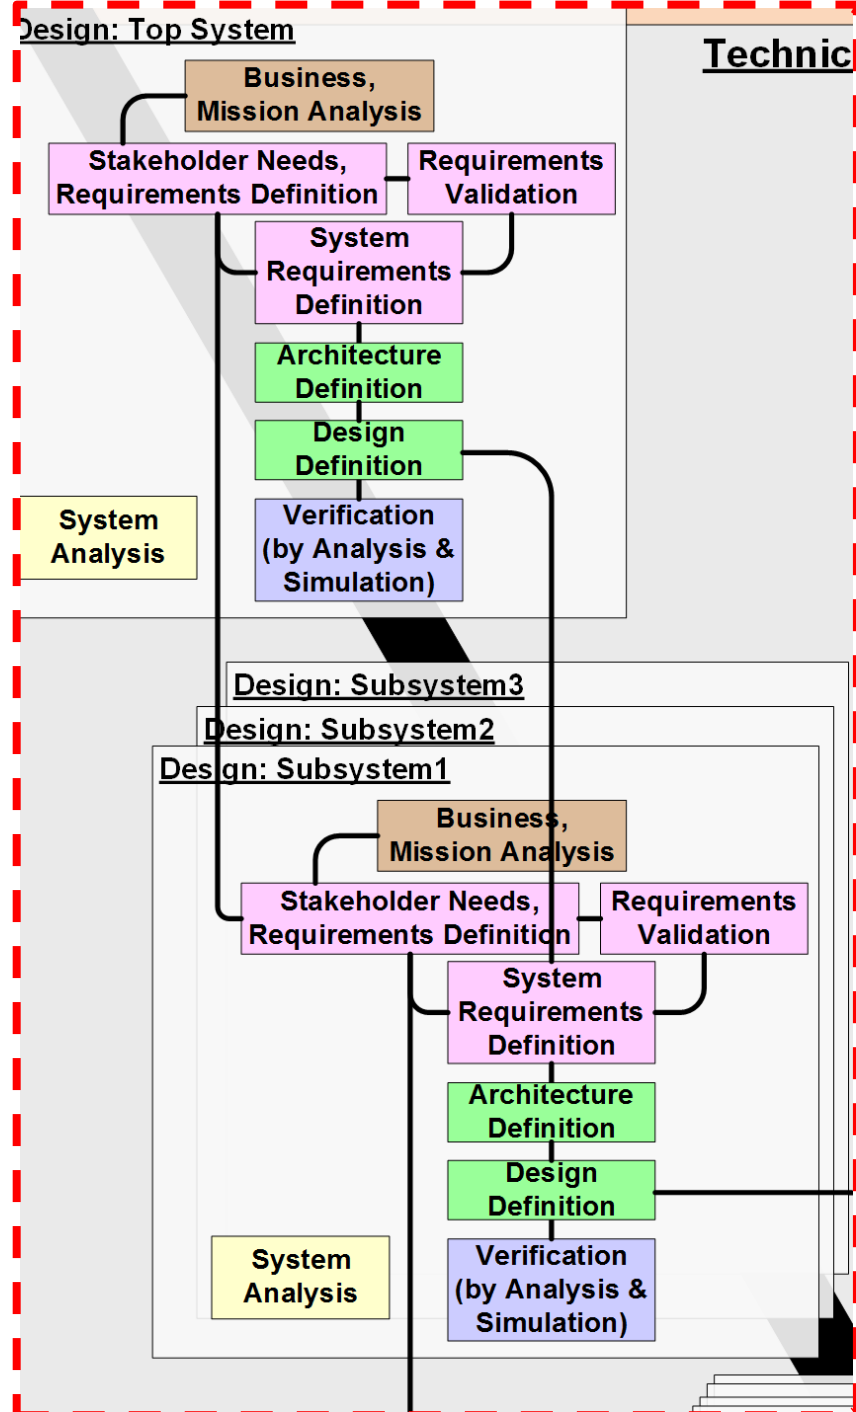 Design: Top System
Technic
Business,
Mission Analysis
Stakeholder Needs,
Requirements Definition
Requirements
Validation
System
Requirements
Definition
Architecture
Definition
Design
Definition
System
Analysis
Verification
(by Analysis &
Simulation)
Design: Subsystem3
Design: Subsystem2
Design: Subsystem1
Business,
Mission Analysis
Stakeholder Needs,
Requirements Definition
Requirements
Validation
System
Requirements
Definition
Architecture
Definition
Design
Definition
System
Analysis
Verification
(by Analysis &
Simulation)